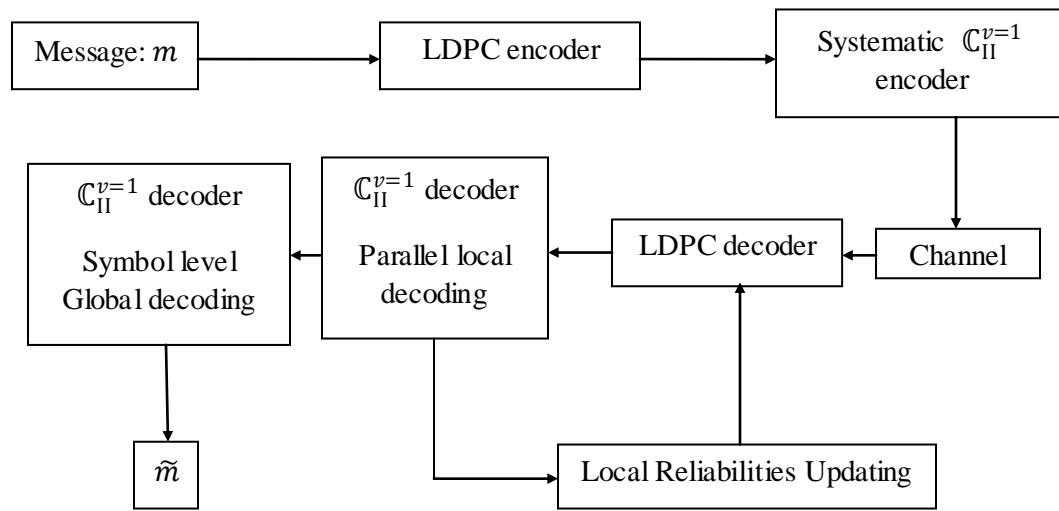 Message: 𝑚
LDPC encoder
Systematic ℂ_II^{𝑣=1}
encoder
ℂ_II^{𝑣=1} decoder
Symbol level
Global decoding
ℂ_II^{𝑣=1} decoder
Parallel local
decoding
LDPC decoder
Channel
𝑚̃
Local Reliabilities Updating